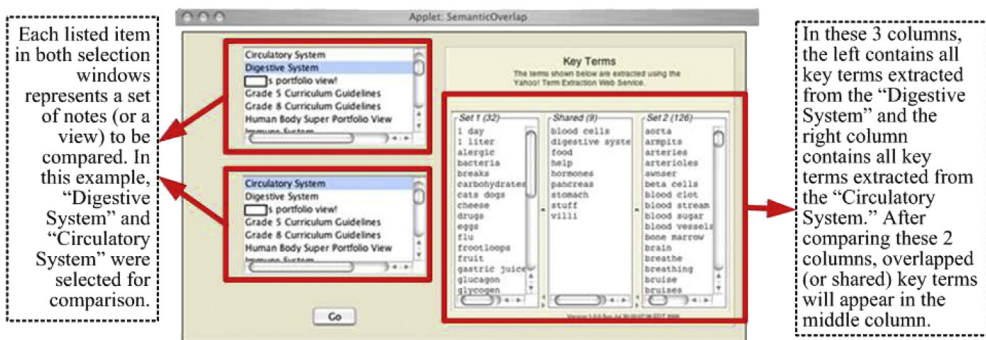 Each listed item
in both selection
windows
represents a set
of notes (or a
view) to be
compared. In
this example,
“Digestive
System” and
“Circulatory
System” were
selected for
comparison.
Applet: SemanticOverlap
Circulatory System
Digestive System
s portfolio view!
Grade 5 Curriculum Guidelines
Grade 8 Curriculum Guidelines
Human Body Super Portfolio View
Immune System
Circulatory System
Digestive System
s portfolio view!
Grade 5 Curriculum Guidelines
Grade 8 Curriculum Guidelines
Human Body Super Portfolio View
Immune System
Go
Key Terms
The terms shown below are extracted using the
Yahoo! Term Extraction Web Service.
Set 1 (32)
1 day
1 liter
alergic
bacteria
breaks
carbohydrates
cats dogs
cheese
drugs
eggs
flu
frootloops
fruit
gastric juice
glucagon
glycogen
Shared (9)
blood cells
digestive syste
food
help
hormones
pancreas
stomach
stuff
villi
Set 2 (126)
aorta
armpits
arteries
arterioles
awnser
beta cells
blood clot
blood stream
blood sugar
blood vessels
bone marrow
brain
breathe
breathing
bruise
bruises
In these 3 columns,
the left contains all
key terms extracted
from the “Digestive
System” and the
right column
contains all key
terms extracted from
the “Circulatory
System.” After
comparing these 2
columns, overlapped
(or shared) key terms
will appear in the
middle column.